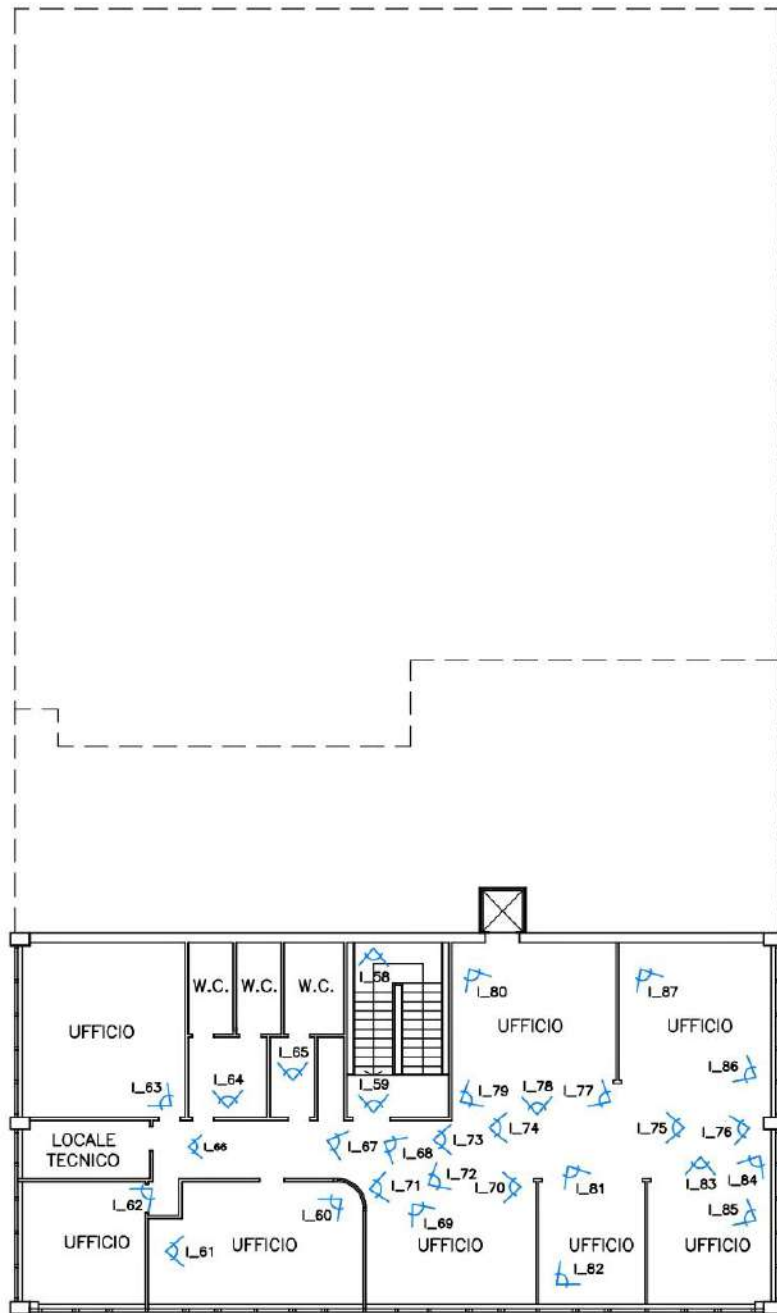 I_58
I_80
I_87
W.C.
W.C.
W.C.
UFFICIO
UFFICIO
UFFICIO
I_65
I_86
I_63
I_64
I_59
I_79
I_78
I_77
I_66
I_67
I_68
I_73
I_74
I_75
I_76
LOCALE
TECNICO
I_72
I_71
I_70
I_81
I_83
I_84
I_62
I_60
I_69
I_85
UFFICIO
I_61
UFFICIO
UFFICIO
UFFICIO
UFFICIO
I_82